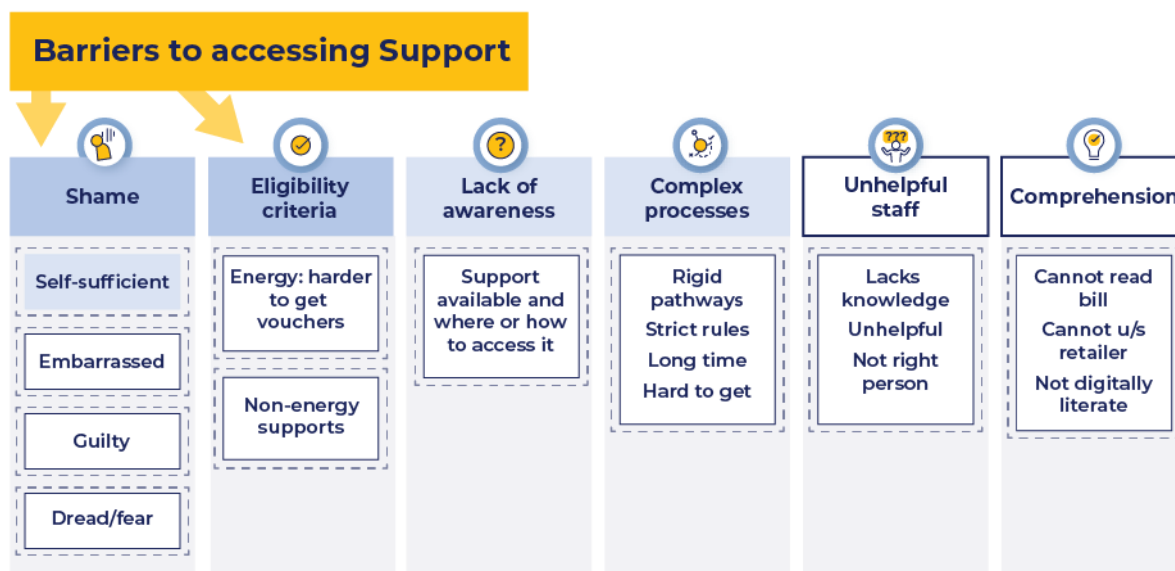 Barriers to accessing Support
?
???
Shame
Eligibility
criteria
Lack of
awareness
Complex
processes
Unhelpful
staff
Comprehension
Self-sufficient
Embarrassed
Guilty
Dread/fear
Energy: harder
to get
vouchers
Non-energy
supports
Support
available and
where or how
to access it
Rigid
pathways
Strict rules
Long time
Hard to get
Lacks
knowledge
Unhelpful
Not right
person
Cannot read
bill
Cannot u/s
retailer
Not digitally
literate